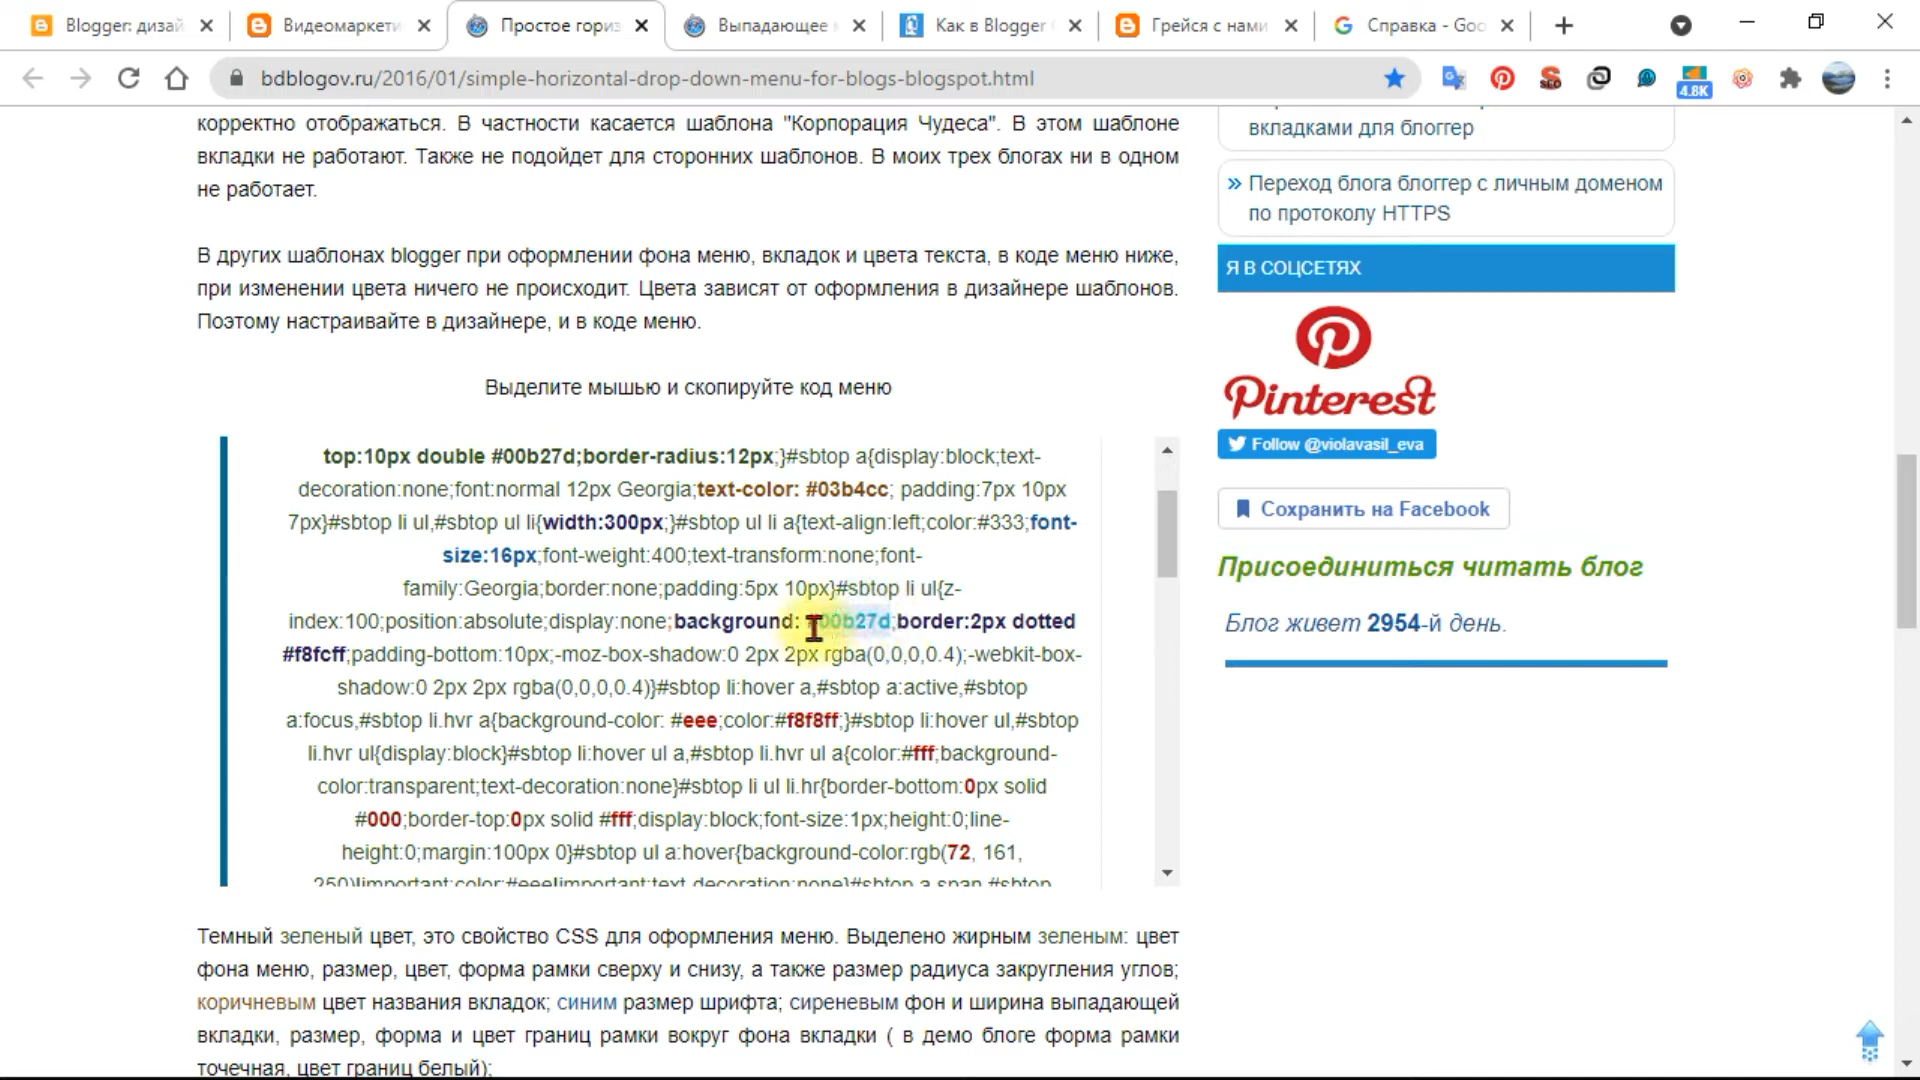 Blogger: дизай
Видеомаркети
Простое гориз
Выпадающее
Как в Blogger
Грейся с нами
Справка - Goo
bdblogov.ru/2016/01/simple-horizontal-drop-down-menu-for-blogs-blogspot.html
SEO
4.8K
корректно отображаться. В частности касается шаблона "Корпорация Чудеса". В этом шаблоне
вкладки не работают. Также не подойдет для сторонних шаблонов. В моих трех блогах ни в одном
не работает.
В других шаблонах blogger при оформлении фона меню, вкладок и цвета текста, в коде меню ниже,
при изменении цвета ничего не происходит. Цвета зависят от оформления в дизайнере шаблонов.
Поэтому настраивайте в дизайнере, и в коде меню.
Выделите мышью и скопируйте код меню
top:10px double #00b27d;border-radius:12px;}#sbtop a{display:block;text-
decoration:none;font:normal 12px Georgia;text-color: #03b4cc; padding:7px 10px
7px}#sbtop li ul,#sbtop ul li{width:300px;}#sbtop ul li a{text-align:left;color:#333;font-
size:16px;font-weight:400;text-transform:none;font-
family:Georgia;border:none;padding:5px 10px}#sbtop li ul{z-
index:100;position:absolute;display:none;background: #00b27d;border:2px dotted
#f8fcff;padding-bottom:10px;-moz-box-shadow:0 2px 2px rgba(0,0,0,0.4);-webkit-box-
shadow:0 2px 2px rgba(0,0,0,0.4)}#sbtop li:hover a,#sbtop a:active,#sbtop
a:focus,#sbtop li.hvr a{background-color: #eee;color:#f8f8ff;}#sbtop li:hover ul,#sbtop
li.hvr ul{display:block}#sbtop li:hover ul a,#sbtop li.hvr ul a{color:#fff;background-
color:transparent;text-decoration:none}#sbtop li ul li.hr{border-bottom:0px solid
#000;border-top:0px solid #fff;display:block;font-size:1px;height:0;line-
height:0;margin:100px 0}#sbtop ul a:hover{background-color:rgb(72, 161,
250)!important;color:#eee!important;text-decoration:none}#sbtop a span,#sbtop
Темный зеленый цвет, это свойство CSS для оформления меню. Выделено жирным зеленым: цвет
фона меню, размер, цвет, форма рамки сверху и снизу, а также размер радиуса закругления углов;
коричневым цвет названия вкладок; синим размер шрифта; сиреневым фон и ширина выпадающей
вкладки, размер, форма и цвет границ рамки вокруг фона вкладки ( в демо блоге форма рамки
точечная, цвет границ белый);
вкладками для блоггер
» Переход блога блоггер с личным доменом
по протоколу HTTPS
Я В СОЦСЕТЯХ
Pinterest
Follow @violavasil_eva
Сохранить на Facebook
Присоединиться читать блог
Блог живет 2954-й день.